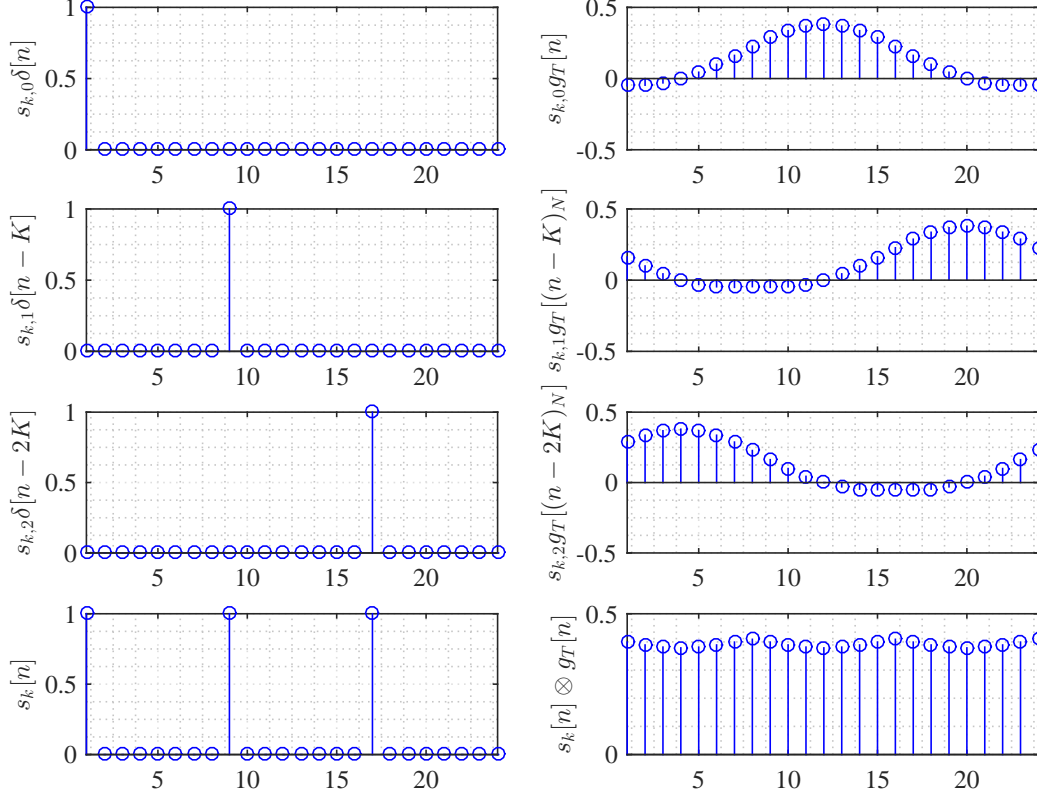 1
0.5
0
5 10 15 20
s_{k,0}δ[n]
0.5
0
-0.5
5 10 15 20
s_{k,0}g_T[n]
1
0.5
0
5 10 15 20
s_{k,1}δ[n − K]
0.5
0
-0.5
5 10 15 20
s_{k,1}g_T[(n − K)_N]
1
0.5
0
5 10 15 20
s_{k,2}δ[n − 2K]
0.5
0
-0.5
5 10 15 20
s_{k,2}g_T[(n − 2K)_N]
1
0.5
0
5 10 15 20
s_k[n]
0.5
0
5 10 15 20
s_k[n] ⊗ g_T[n]